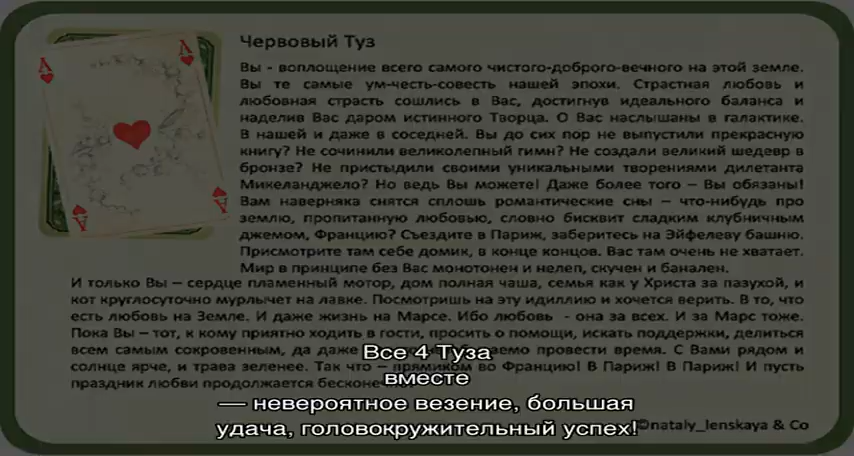 Червовый Туз
Вы - воплощение всего самого чистого-доброго-вечного на этой земле.
Вы те самые ум-честь-совесть нашей эпохи. Страстная любовь и
любовная страсть сошлись в Вас, достигнув идеального баланса и
наделив Вас даром истинного Творца. О Вас наслышаны в галактике.
В нашей и даже в соседней. Вы до сих пор не выпустили прекрасную
книгу? Не сочинили великолепный гимн? Не создали великий шедевр в
бронзе? Не пристыдили своими уникальными творениями дилетанта
Микеланджело? Но ведь Вы можете! Даже более того – Вы обязаны!
Вам наверняка снятся сплошь романтические сны – что-нибудь про
землю, пропитанную любовью, словно бисквит сладким клубничным
джемом, Францию? Съездите в Париж, заберитесь на Эйфелеву башню.
Присмотрите там себе домик, в конце концов. Вас там очень не хватает.
Мир в принципе без Вас монотонен и нелеп, скучен и банален.
И только Вы – сердце пламенный мотор, дом полная чаша, семья как у Христа за пазухой, и
кот круглосуточно мурлычет на лавке. Посмотришь на эту идиллию и хочется верить. В то, что
есть любовь на Земле. И даже жизнь на Марсе. Ибо любовь - она за всех. И за Марс тоже.
Пока Вы – тот, к кому приятно ходить в гости, просить о помощи, искать поддержки, делиться
всем самым сокровенным, да даже провести время. С Вами рядом и
солнце ярче, и трава зеленее. Так что – прямиком во Францию! В Париж! В Париж! И пусть
праздник любви продолжается
Все 4 Туза
вместе
— невероятное везение, большая
удача, головокружительный успех!
©nataly_lenskaya & Co